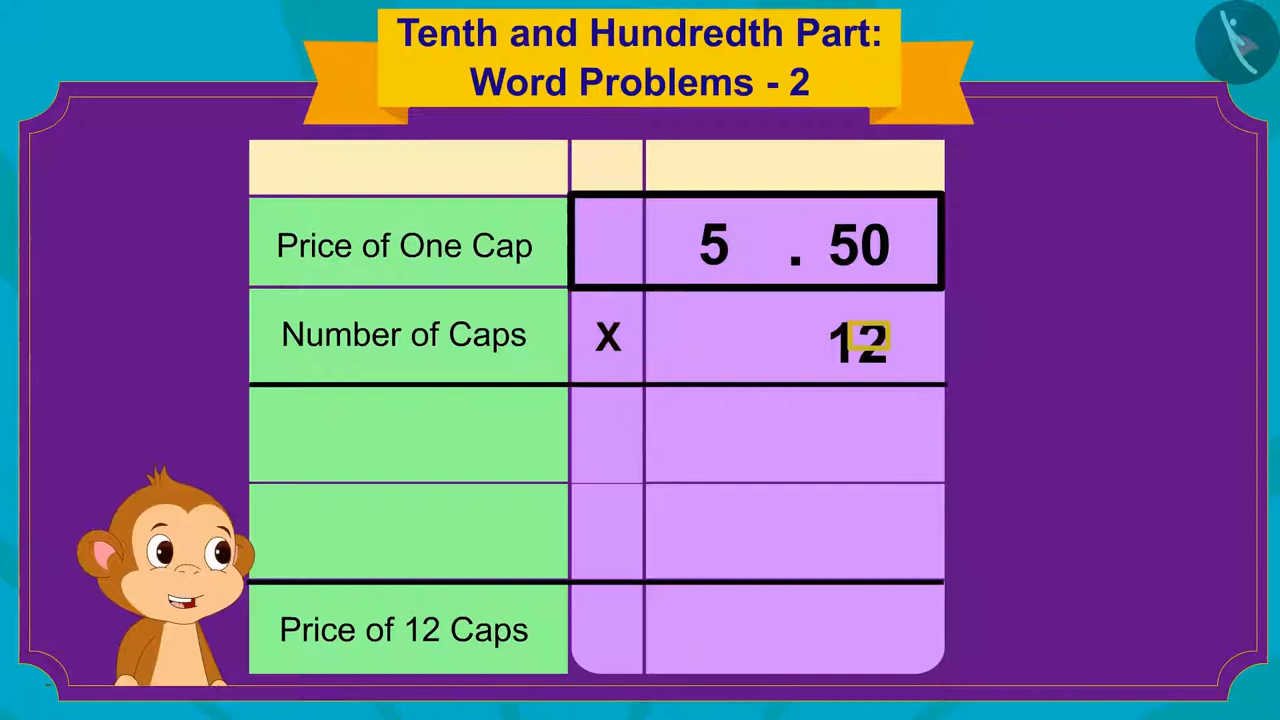 Tenth and Hundredth Part:
Word Problems - 2
Price of One Cap 5 . 50
Number of Caps X 12
Price of 12 Caps